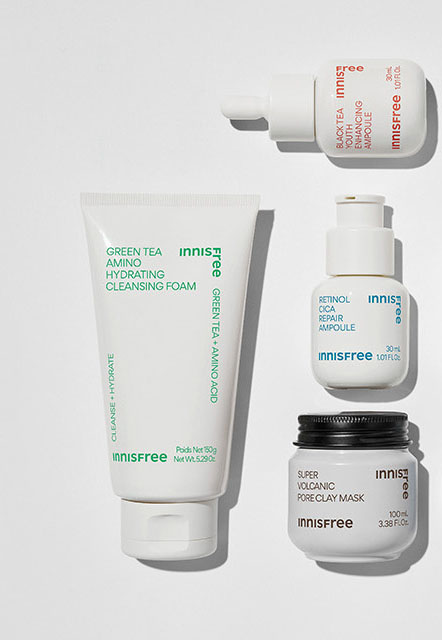 innisFree
BLACK TEA
YOUTH
ENHANCING
AMPOULE
30 mL
1.01 FL.Oz.
innisFree
GREEN TEA
AMINO
HYDRATING
CLEANSING FOAM
innisFree
GREEN TEA + AMINO ACID
CLEANSE + HYDRATE
Poids Net 150g
Net Wt. 5.29 Oz.
innisFree
RETINOL
CICA
REPAIR
AMPOULE
innisFree
30 mL
1.01 FL.Oz.
innisFree
SUPER
VOLCANIC
PORE CLAY MASK
innisFree
100 mL
3.38 FL.Oz.
innisFree